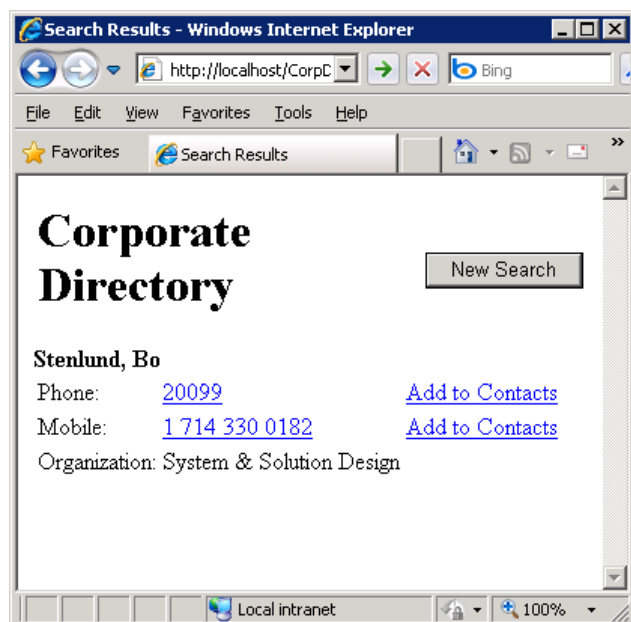 Search Results - Windows Internet Explorer
http://localhost/CorpD
Bing
File Edit View Favorites Tools Help
Favorites Search Results »
Corporate
Directory
New Search
Stenlund, Bo
Phone: 20099 Add to Contacts
Mobile: 1 714 330 0182 Add to Contacts
Organization: System & Solution Design
Local intranet 100%